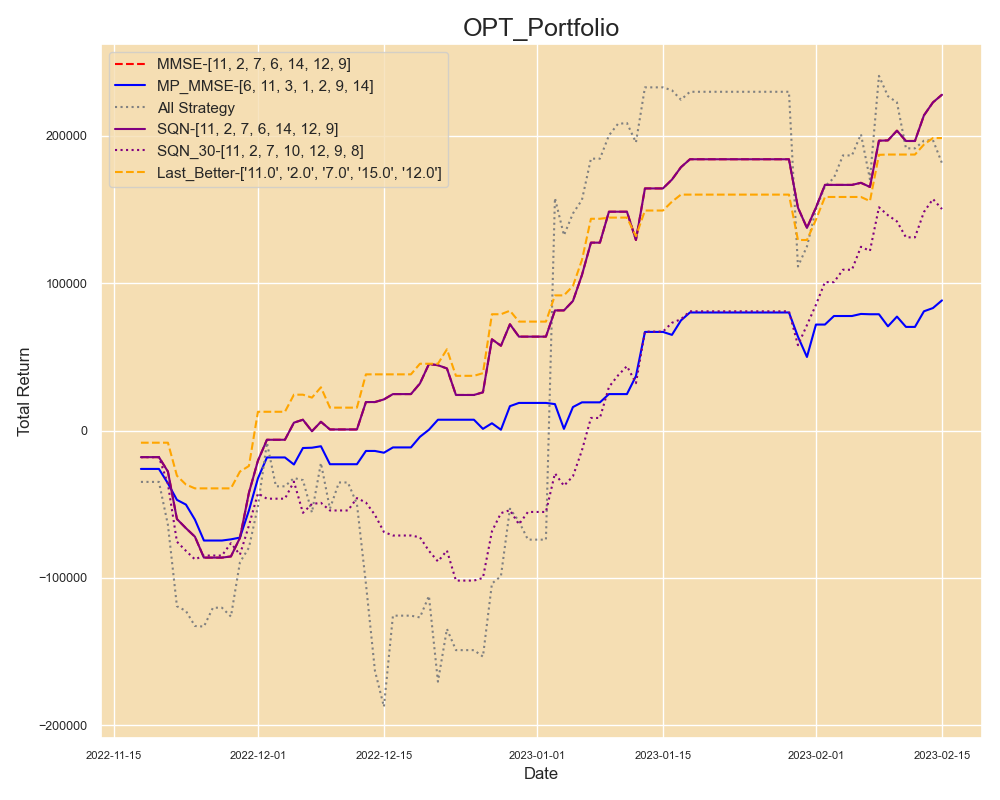 OPT_Portfolio
MMSE-[11, 2, 7, 6, 14, 12, 9]
MP_MMSE-[6, 11, 3, 1, 2, 9, 14]
All Strategy
SQN-[11, 2, 7, 6, 14, 12, 9]
SQN_30-[11, 2, 7, 10, 12, 9, 8]
Last_Better-['11.0', '2.0', '7.0', '15.0', '12.0']
Total Return
200000
100000
0
−100000
−200000
2022-11-15 2022-12-01 2022-12-15 2023-01-01 2023-01-15 2023-02-01 2023-02-15
Date